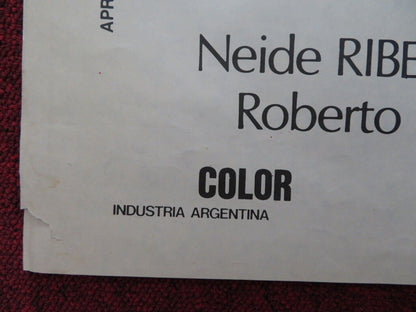 APR
Neide RIBE
Roberto
COLOR
INDUSTRIA ARGENTINA